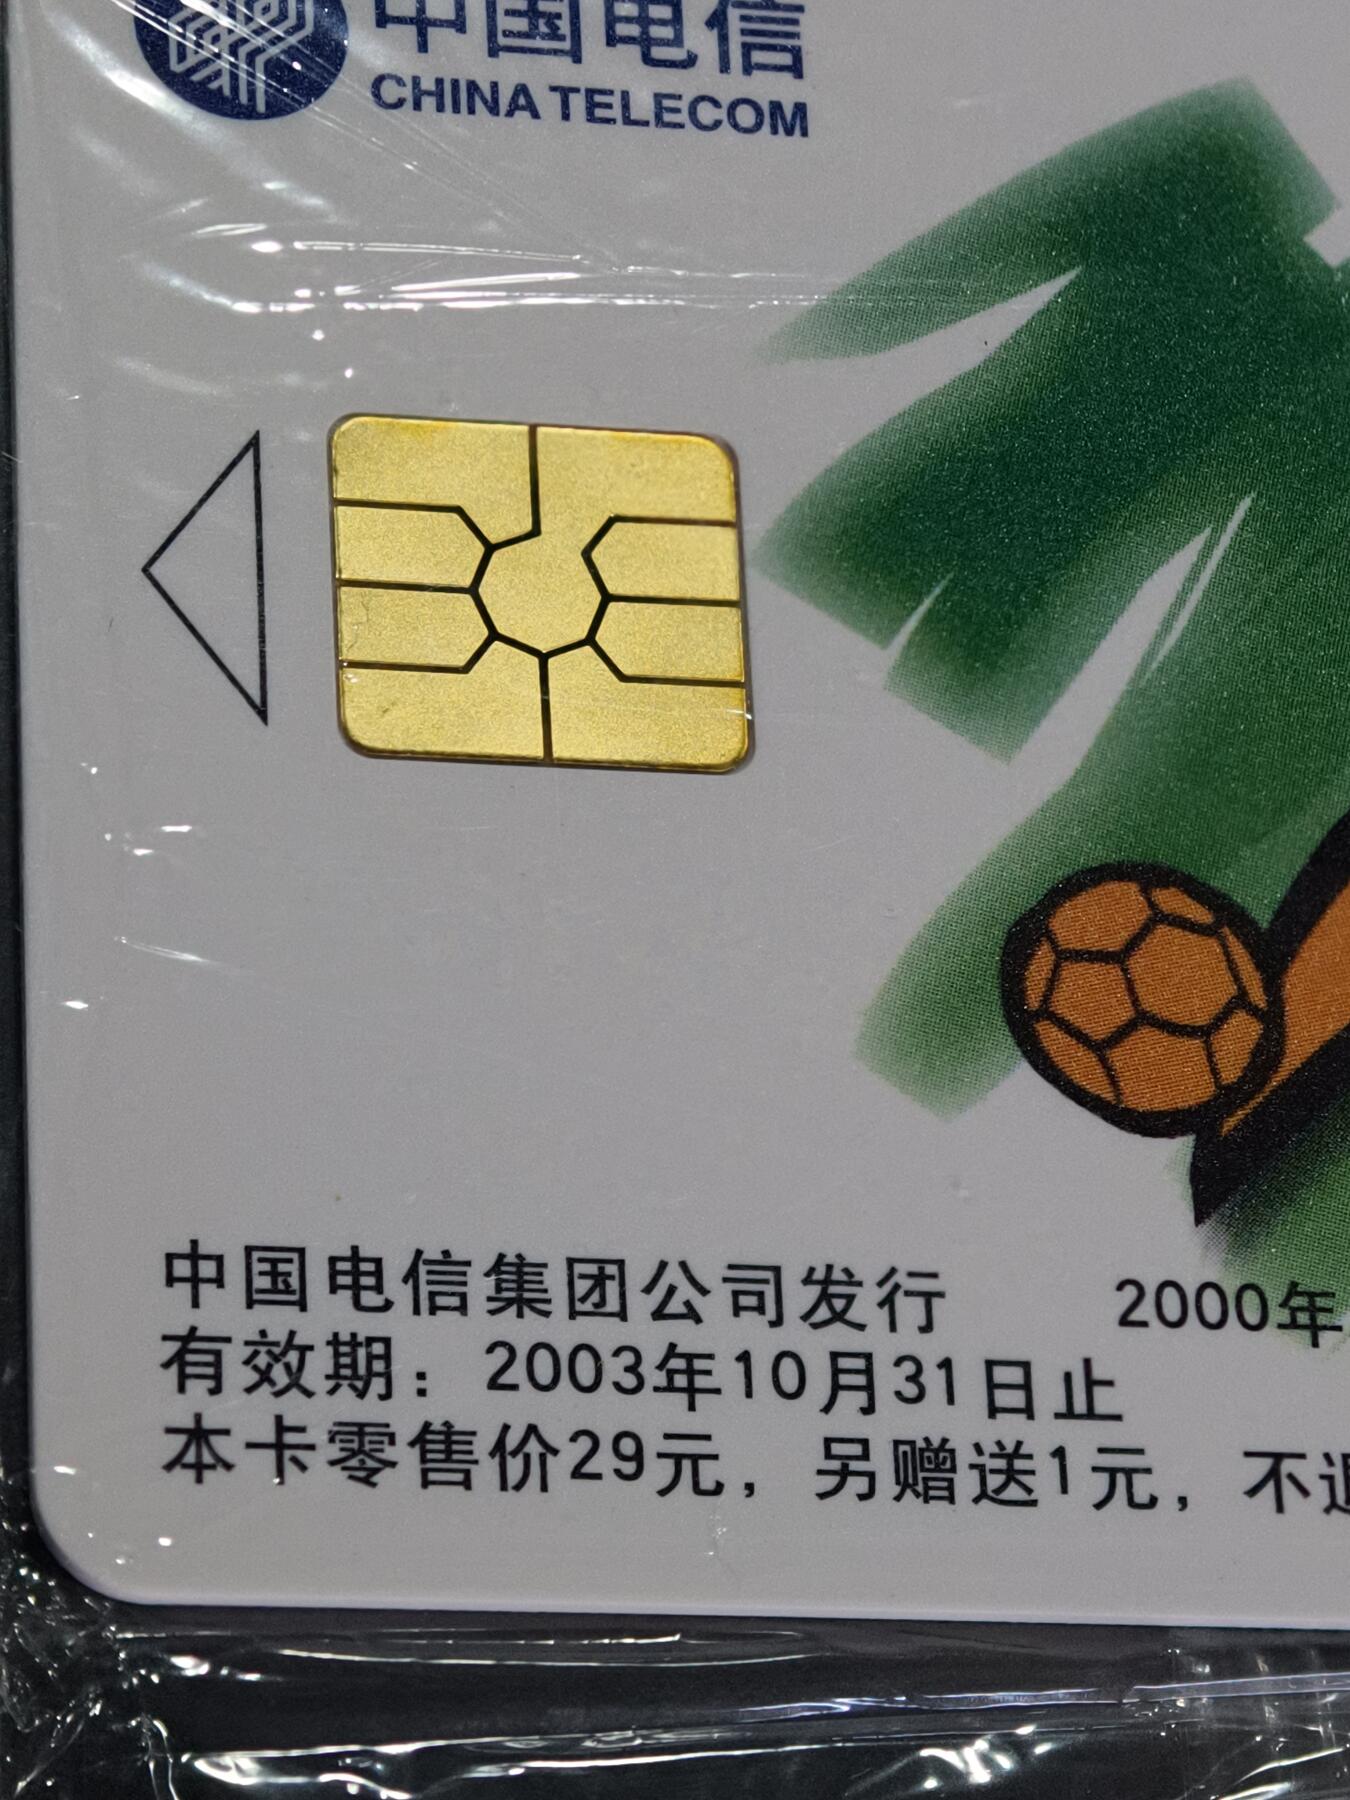 中国电信
CHINA TELECOM
中国电信集团公司发行 2000年
有效期：2003年10月31日止
本卡零售价29元，另赠送1元，不